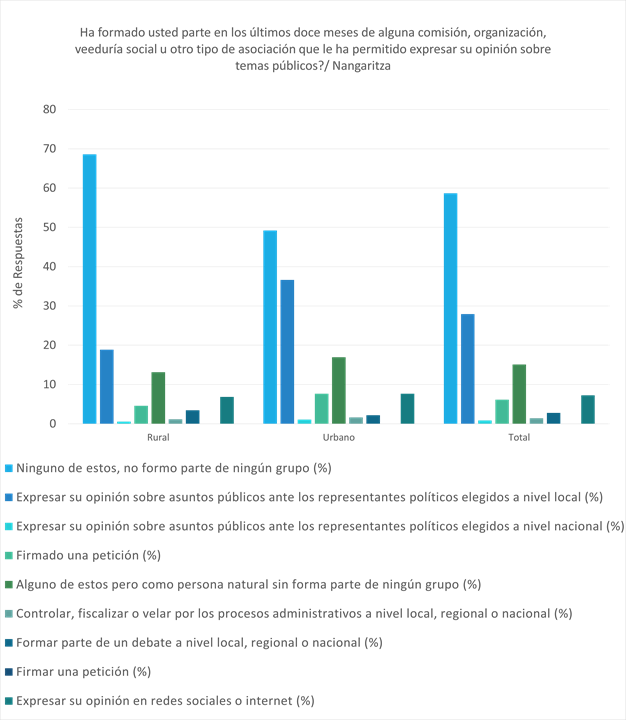 Ha formado usted parte en los últimos doce meses de alguna comisión, organización,
veeduría social u otro tipo de asociación que le ha permitido expresar su opinión sobre
temas públicos?/ Nangaritza
80
70
60
50
40
30
20
10
0
% de Respuestas
Rural
Urbano
Total
Ninguno de estos, no formo parte de ningún grupo (%)
Expresar su opinión sobre asuntos públicos ante los representantes políticos elegidos a nivel local (%)
Expresar su opinión sobre asuntos públicos ante los representantes políticos elegidos a nivel nacional (%)
Firmado una petición (%)
Alguno de estos pero como persona natural sin forma parte de ningún grupo (%)
Controlar, fiscalizar o velar por los procesos administrativos a nivel local, regional o nacional (%)
Formar parte de un debate a nivel local, regional o nacional (%)
Firmar una petición (%)
Expresar su opinión en redes sociales o internet (%)